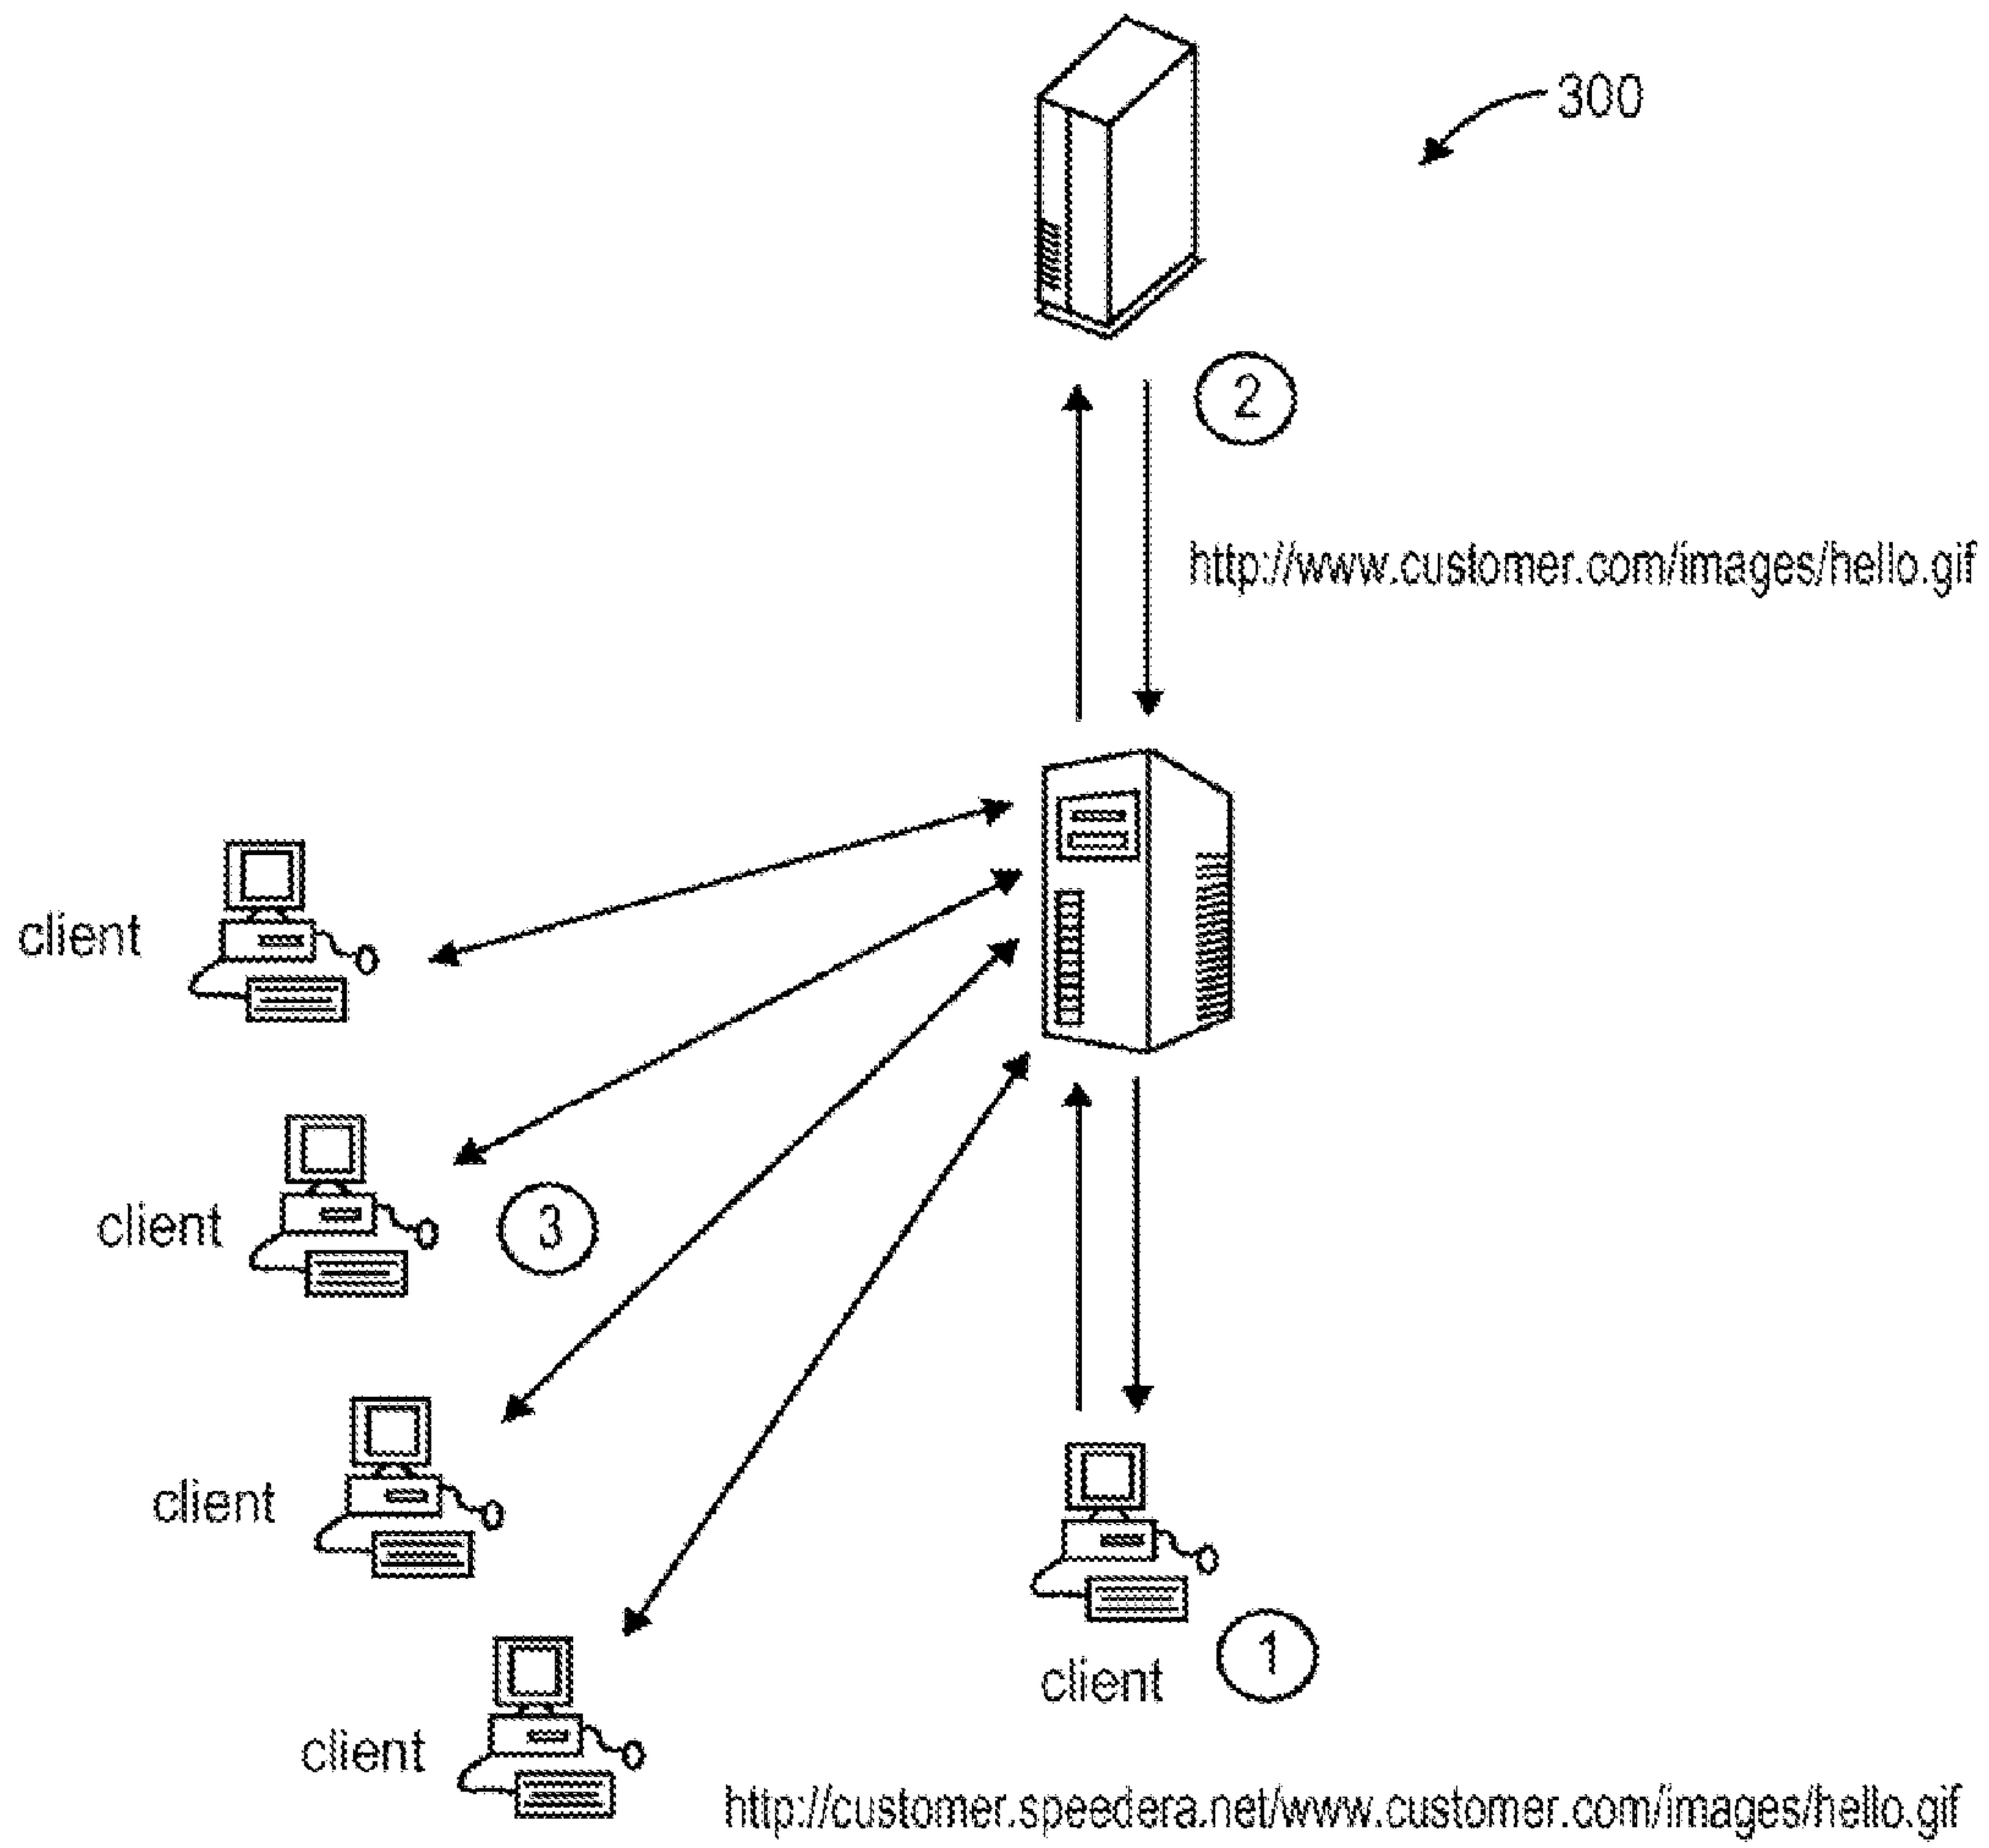 300
2
http://www.customer.com/images/hello.gif
client
client
3
client
client
1
client
http://customer.speedera.net/www.customer.com/images/hello.gif